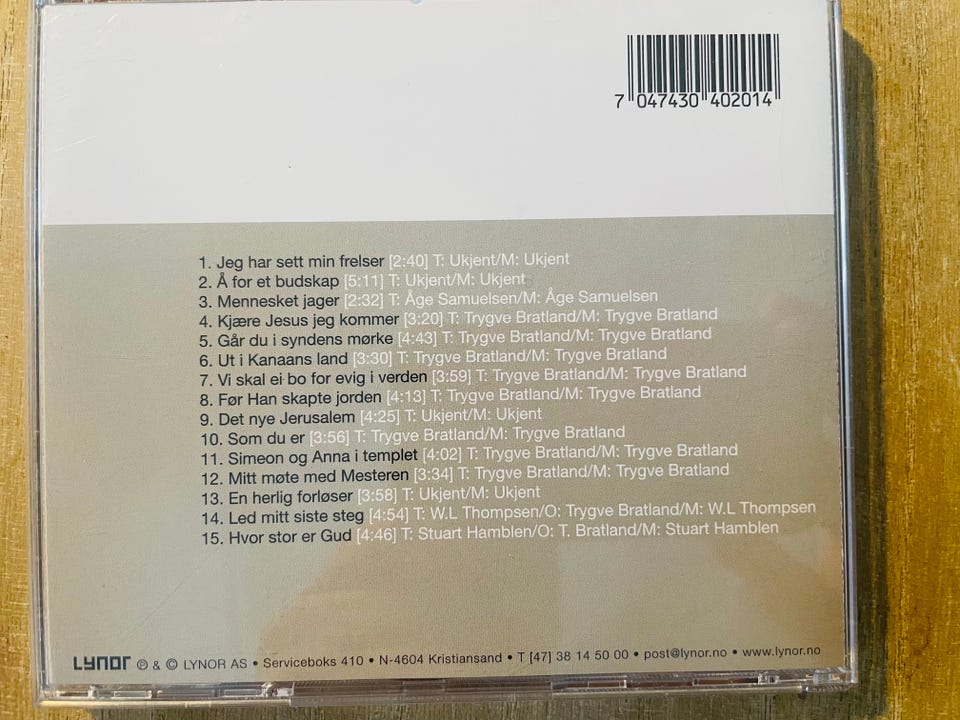 7 047430 402014
1. Jeg har sett min frelser [2:40] T: Ukjent/M: Ukjent
2. Å for et budskap [5:11] T: Ukjent/M: Ukjent
3. Mennesket jager [2:32] T: Åge Samuelsen/M: Åge Samuelsen
4. Kjære Jesus jeg kommer [3:20] T: Trygve Bratland/M: Trygve Bratland
5. Går du i syndens mørke [4:43] T: Trygve Bratland/M: Trygve Bratland
6. Ut i Kanaans land [3:30] T: Trygve Bratland/M: Trygve Bratland
7. Vi skal ei bo for evig i verden [3:59] T: Trygve Bratland/M: Trygve Bratland
8. Før Han skapte jorden [4:13] T: Trygve Bratland/M: Trygve Bratland
9. Det nye Jerusalem [4:25] T: Ukjent/M: Ukjent
10. Som du er [3:56] T: Trygve Bratland/M: Trygve Bratland
11. Simeon og Anna i templet [4:02] T: Trygve Bratland/M: Trygve Bratland
12. Mitt møte med Mesteren [3:34] T: Trygve Bratland/M: Trygve Bratland
13. En herlig forløser [3:58] T: Ukjent/M: Ukjent
14. Led mitt siste steg [4:54] T: W.L Thompsen/O: Trygve Bratland/M: W.L Thompsen
15. Hvor stor er Gud [4:46] T: Stuart Hamblen/O: T. Bratland/M: Stuart Hamblen
LYNOR ℗ & © LYNOR AS • Serviceboks 410 • N-4604 Kristiansand • T [47] 38 14 50 00 • post@lynor.no • www.lynor.no